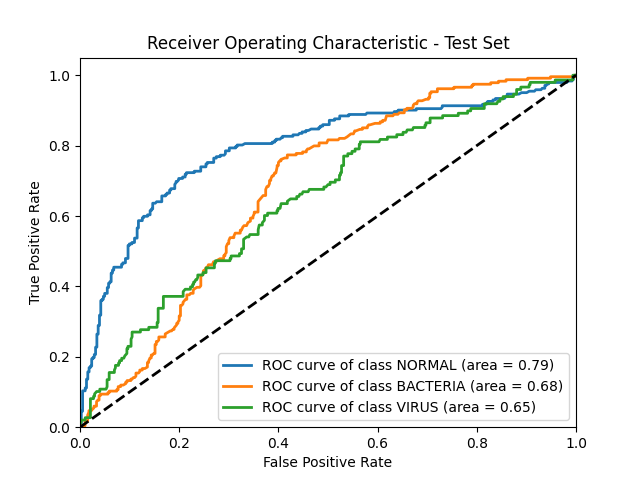 Receiver Operating Characteristic - Test Set
1.0
0.8
0.6
0.4
0.2
0.0
True Positive Rate
ROC curve of class NORMAL (area = 0.79)
ROC curve of class BACTERIA (area = 0.68)
ROC curve of class VIRUS (area = 0.65)
0.0 0.2 0.4 0.6 0.8 1.0
False Positive Rate